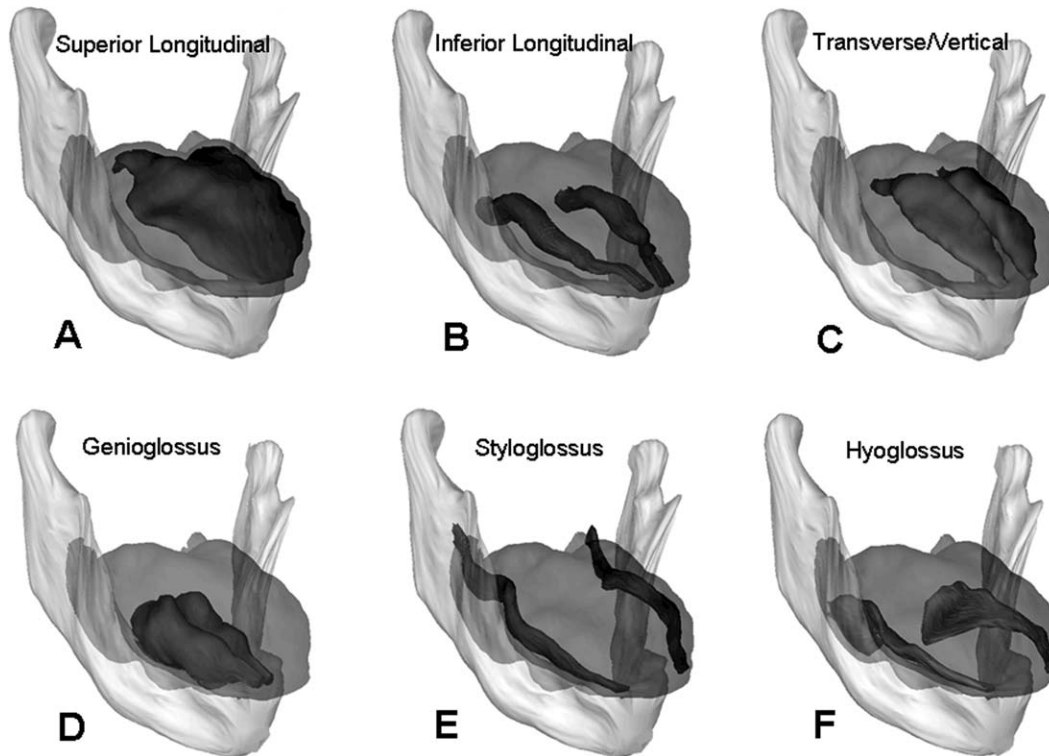 Superior Longitudinal
Inferior Longitudinal
Transverse/Vertical
A
B
C
Genioglossus
Styloglossus
Hyoglossus
D
E
F